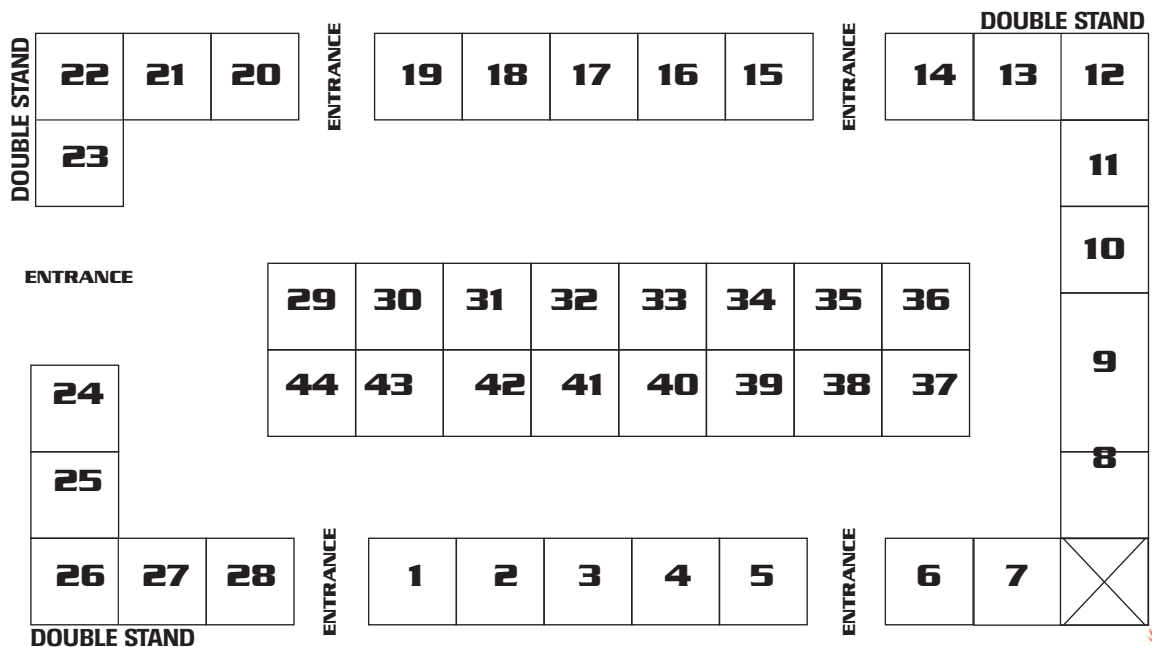 DOUBLE STAND
DOUBLE STAND
22 21 20
ENTRANCE
19 18 17 16 15
ENTRANCE
14 13 12
23
11
10
ENTRANCE
29 30 31 32 33 34 35 36
9
44 43 42 41 40 39 38 37
24
8
25
26 27 28
ENTRANCE
1 2 3 4 5
ENTRANCE
6 7
DOUBLE STAND